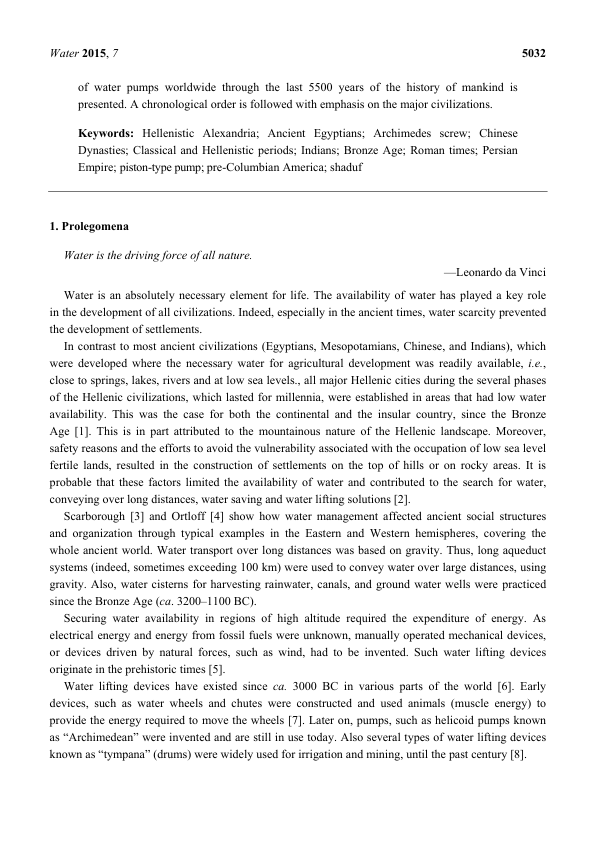 Water 2015, 7 5032
of water pumps worldwide through the last 5500 years of the history of mankind is
presented. A chronological order is followed with emphasis on the major civilizations.
Keywords: Hellenistic Alexandria; Ancient Egyptians; Archimedes screw; Chinese
Dynasties; Classical and Hellenistic periods; Indians; Bronze Age; Roman times; Persian
Empire; piston-type pump; pre-Columbian America; shaduf
1. Prolegomena
Water is the driving force of all nature.
—Leonardo da Vinci
Water is an absolutely necessary element for life. The availability of water has played a key role
in the development of all civilizations. Indeed, especially in the ancient times, water scarcity prevented
the development of settlements.
In contrast to most ancient civilizations (Egyptians, Mesopotamians, Chinese, and Indians), which
were developed where the necessary water for agricultural development was readily available, i.e.,
close to springs, lakes, rivers and at low sea levels., all major Hellenic cities during the several phases
of the Hellenic civilizations, which lasted for millennia, were established in areas that had low water
availability. This was the case for both the continental and the insular country, since the Bronze
Age [1]. This is in part attributed to the mountainous nature of the Hellenic landscape. Moreover,
safety reasons and the efforts to avoid the vulnerability associated with the occupation of low sea level
fertile lands, resulted in the construction of settlements on the top of hills or on rocky areas. It is
probable that these factors limited the availability of water and contributed to the search for water,
conveying over long distances, water saving and water lifting solutions [2].
Scarborough [3] and Ortloff [4] show how water management affected ancient social structures
and organization through typical examples in the Eastern and Western hemispheres, covering the
whole ancient world. Water transport over long distances was based on gravity. Thus, long aqueduct
systems (indeed, sometimes exceeding 100 km) were used to convey water over large distances, using
gravity. Also, water cisterns for harvesting rainwater, canals, and ground water wells were practiced
since the Bronze Age (ca. 3200–1100 BC).
Securing water availability in regions of high altitude required the expenditure of energy. As
electrical energy and energy from fossil fuels were unknown, manually operated mechanical devices,
or devices driven by natural forces, such as wind, had to be invented. Such water lifting devices
originate in the prehistoric times [5].
Water lifting devices have existed since ca. 3000 BC in various parts of the world [6]. Early
devices, such as water wheels and chutes were constructed and used animals (muscle energy) to
provide the energy required to move the wheels [7]. Later on, pumps, such as helicoid pumps known
as “Archimedean” were invented and are still in use today. Also several types of water lifting devices
known as “tympana” (drums) were widely used for irrigation and mining, until the past century [8].